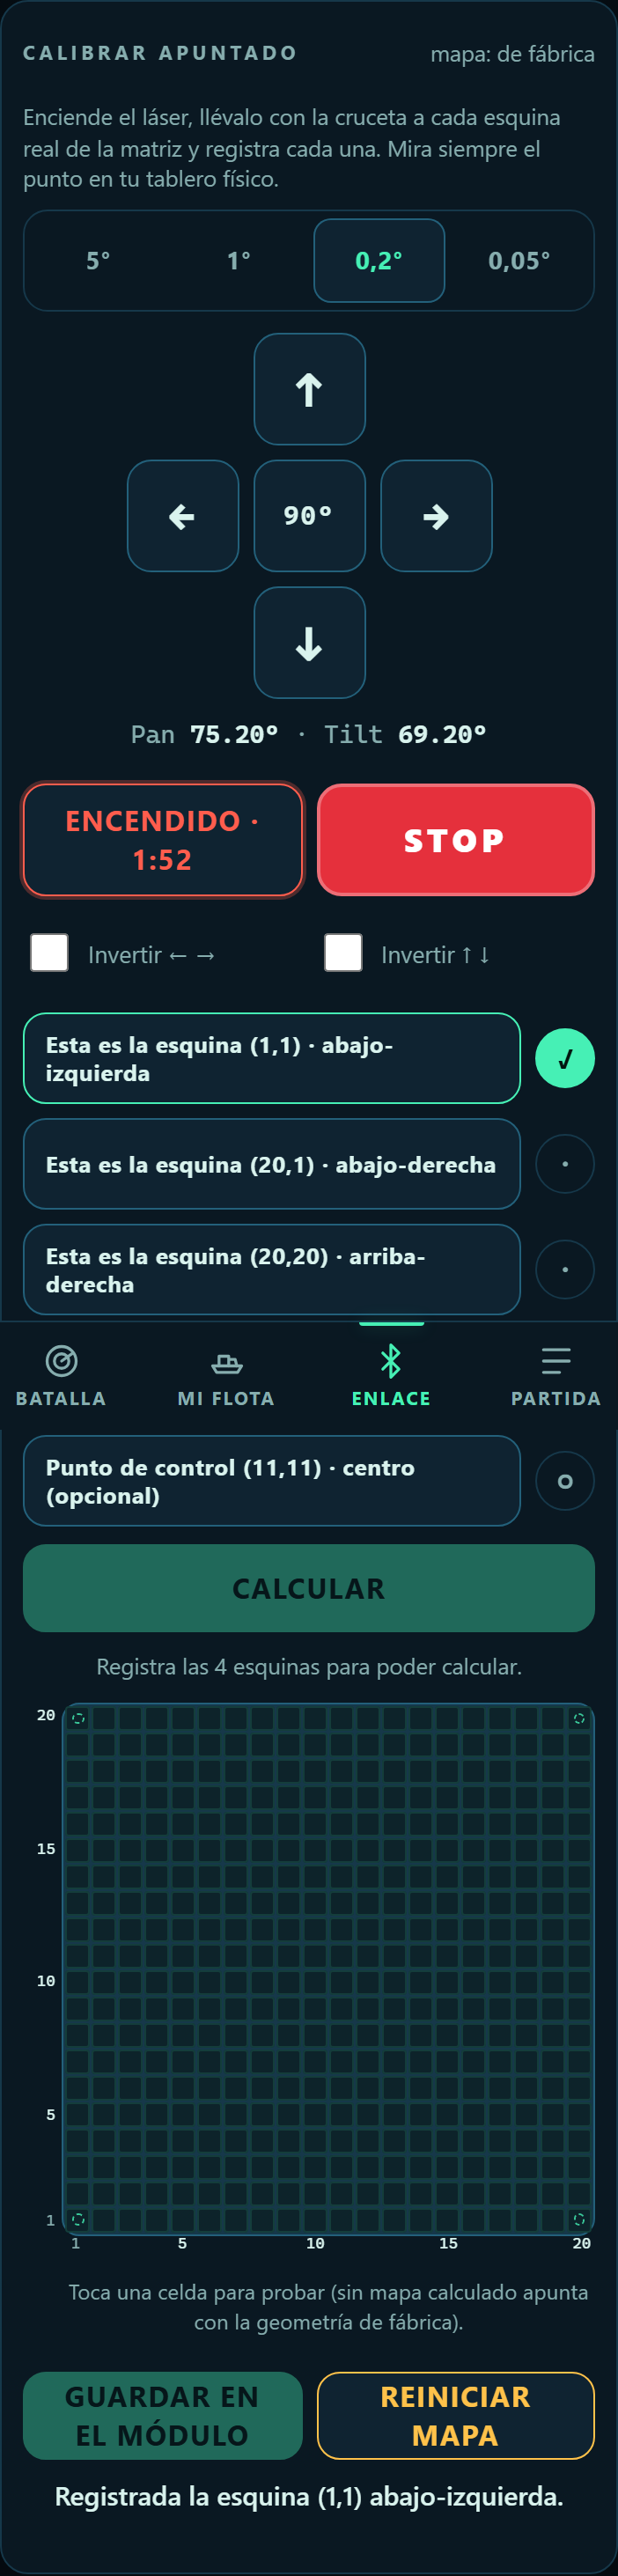 CALIBRAR APUNTADO
mapa: de fábrica
Enciende el láser, llévalo con la cruceta a cada esquina
real de la matriz y registra cada una. Mira siempre el
punto en tu tablero físico.
5° 1° 0,2° 0,05°
↑
← 90° →
↓
Pan 75.20° · Tilt 69.20°
ENCENDIDO ·
1:52
STOP
Invertir ← →
Invertir ↑ ↓
Esta es la esquina (1,1) · abajo-
izquierda
✓
Esta es la esquina (20,1) · abajo-derecha
·
Esta es la esquina (20,20) · arriba-
derecha
·
BATALLA
MI FLOTA
ENLACE
PARTIDA
Punto de control (11,11) · centro
(opcional)
○
CALCULAR
Registra las 4 esquinas para poder calcular.
20
15
10
5
1
1 5 10 15 20
Toca una celda para probar (sin mapa calculado apunta
con la geometría de fábrica).
GUARDAR EN
EL MÓDULO
REINICIAR
MAPA
Registrada la esquina (1,1) abajo-izquierda.